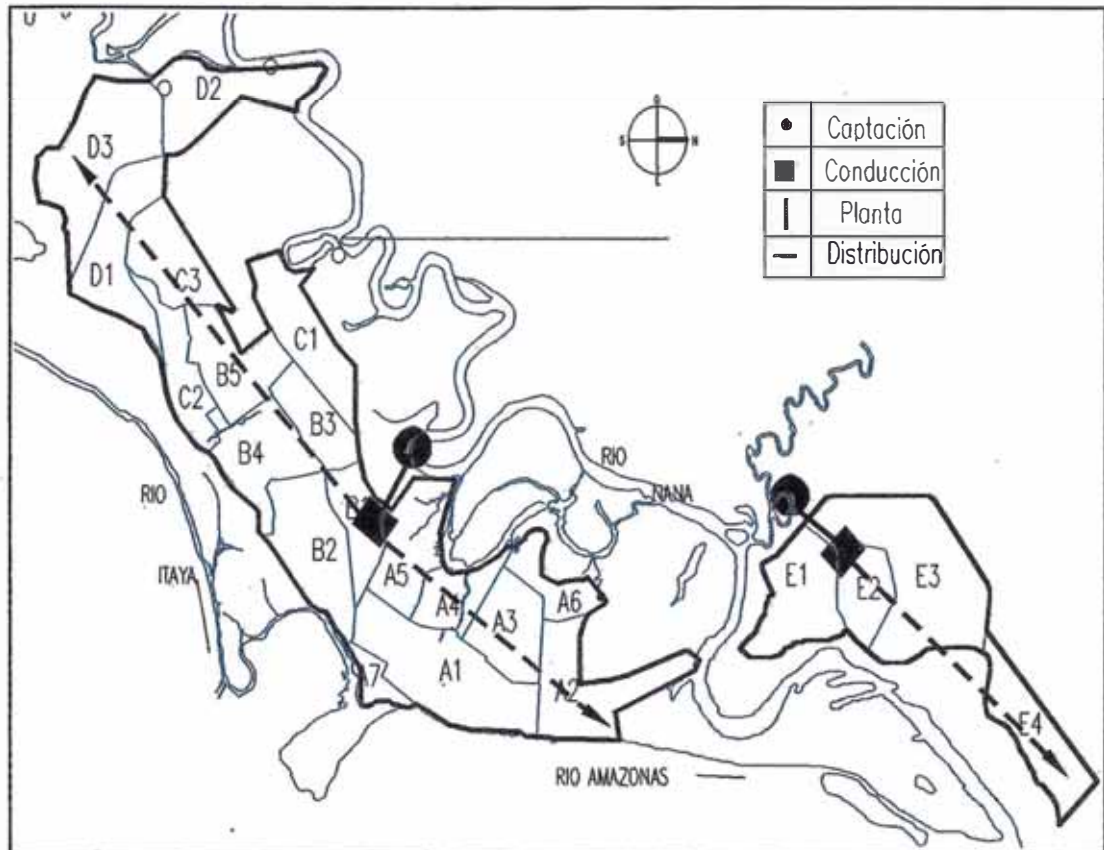 D2
D3
O
S
N
L
Captación
Conducción
Planta
Distribución
D1
C3
C1
B5
C2
B3
B4
RIO
NANA
RIO
ITAYA
B2
A5
A4
A3
A6
A1
A7
A2
E1
E2
E3
E4
RIO AMAZONAS